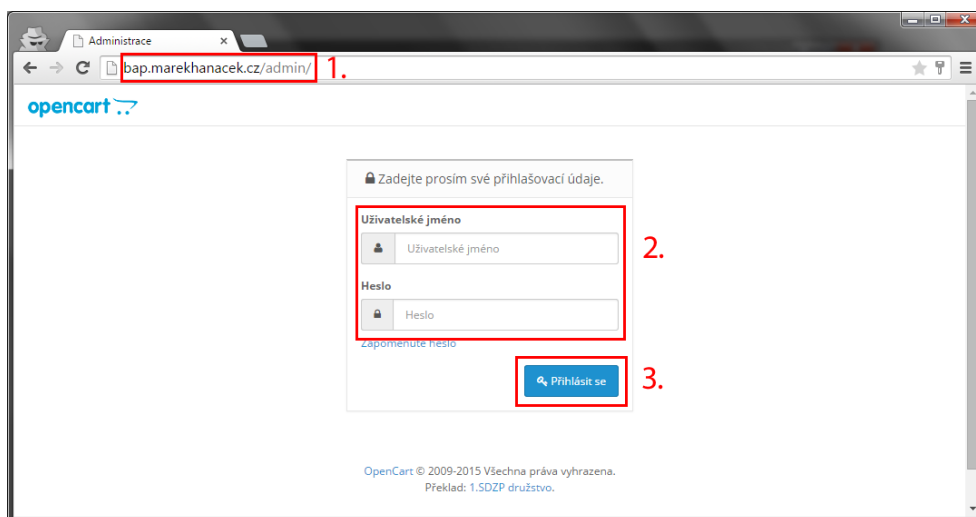 Administrace
bap.marekhanacek.cz/admin/ 1.
opencart
Zadejte prosím své přihlašovací údaje.
Uživatelské jméno
Uživatelské jméno
2.
Heslo
Heslo
Zapomenuté heslo
Přihlásit se 3.
OpenCart © 2009-2015 Všechna práva vyhrazena.
Překlad: 1.SDZP družstvo.